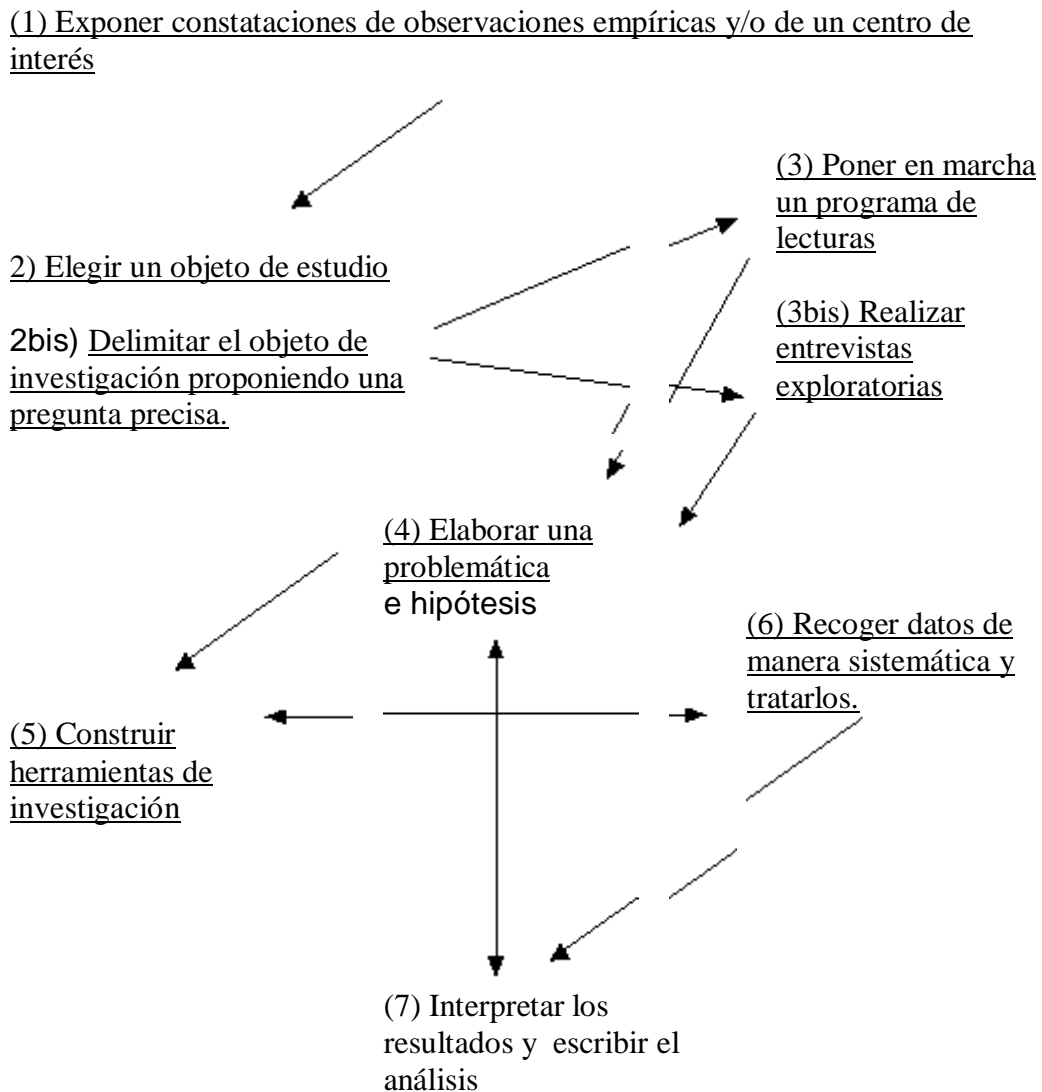 (1) Exponer constataciones de observaciones empíricas y/o de un centro de
interés
(3) Poner en marcha
un programa de
lecturas
2) Elegir un objeto de estudio
(3bis) Realizar
entrevistas
exploratorias
2bis) Delimitar el objeto de
investigación proponiendo una
pregunta precisa.
(4) Elaborar una
problemática
e hipótesis
(6) Recoger datos de
manera sistemática y
tratarlos.
(5) Construir
herramientas de
investigación
(7) Interpretar los
resultados y  escribir el
análisis